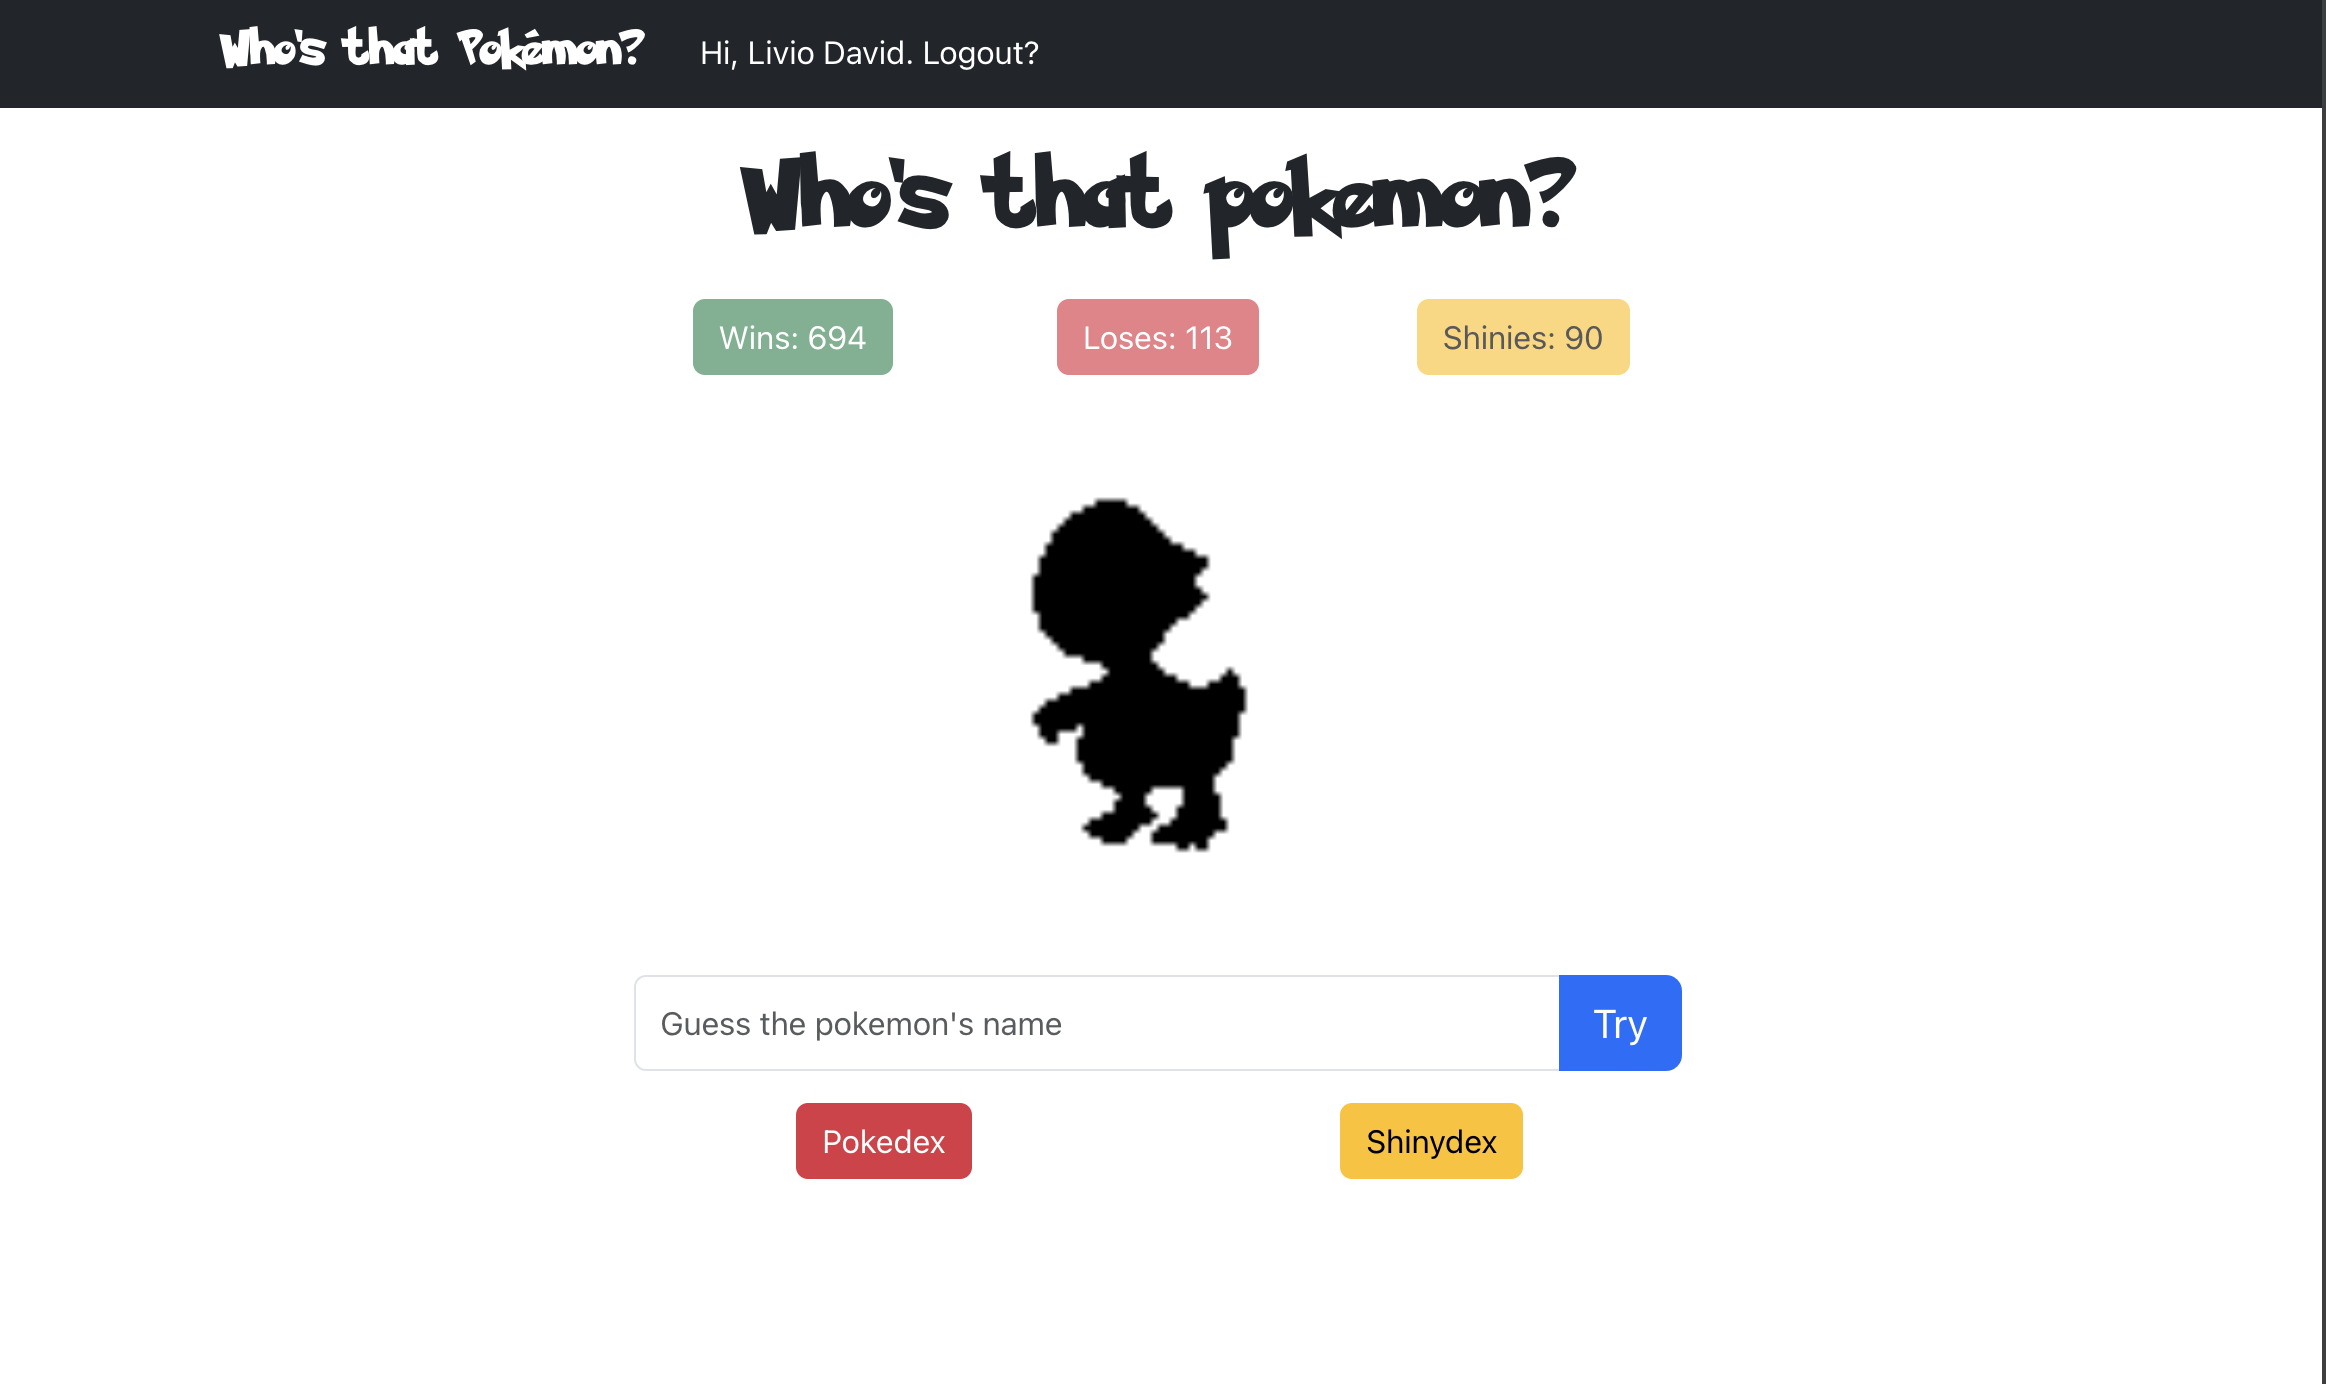 Who's that Pokémon? Hi, Livio David. Logout?
Who's that pokemon?
Wins: 694 Loses: 113 Shinies: 90
Guess the pokemon's name Try
Pokedex Shinydex